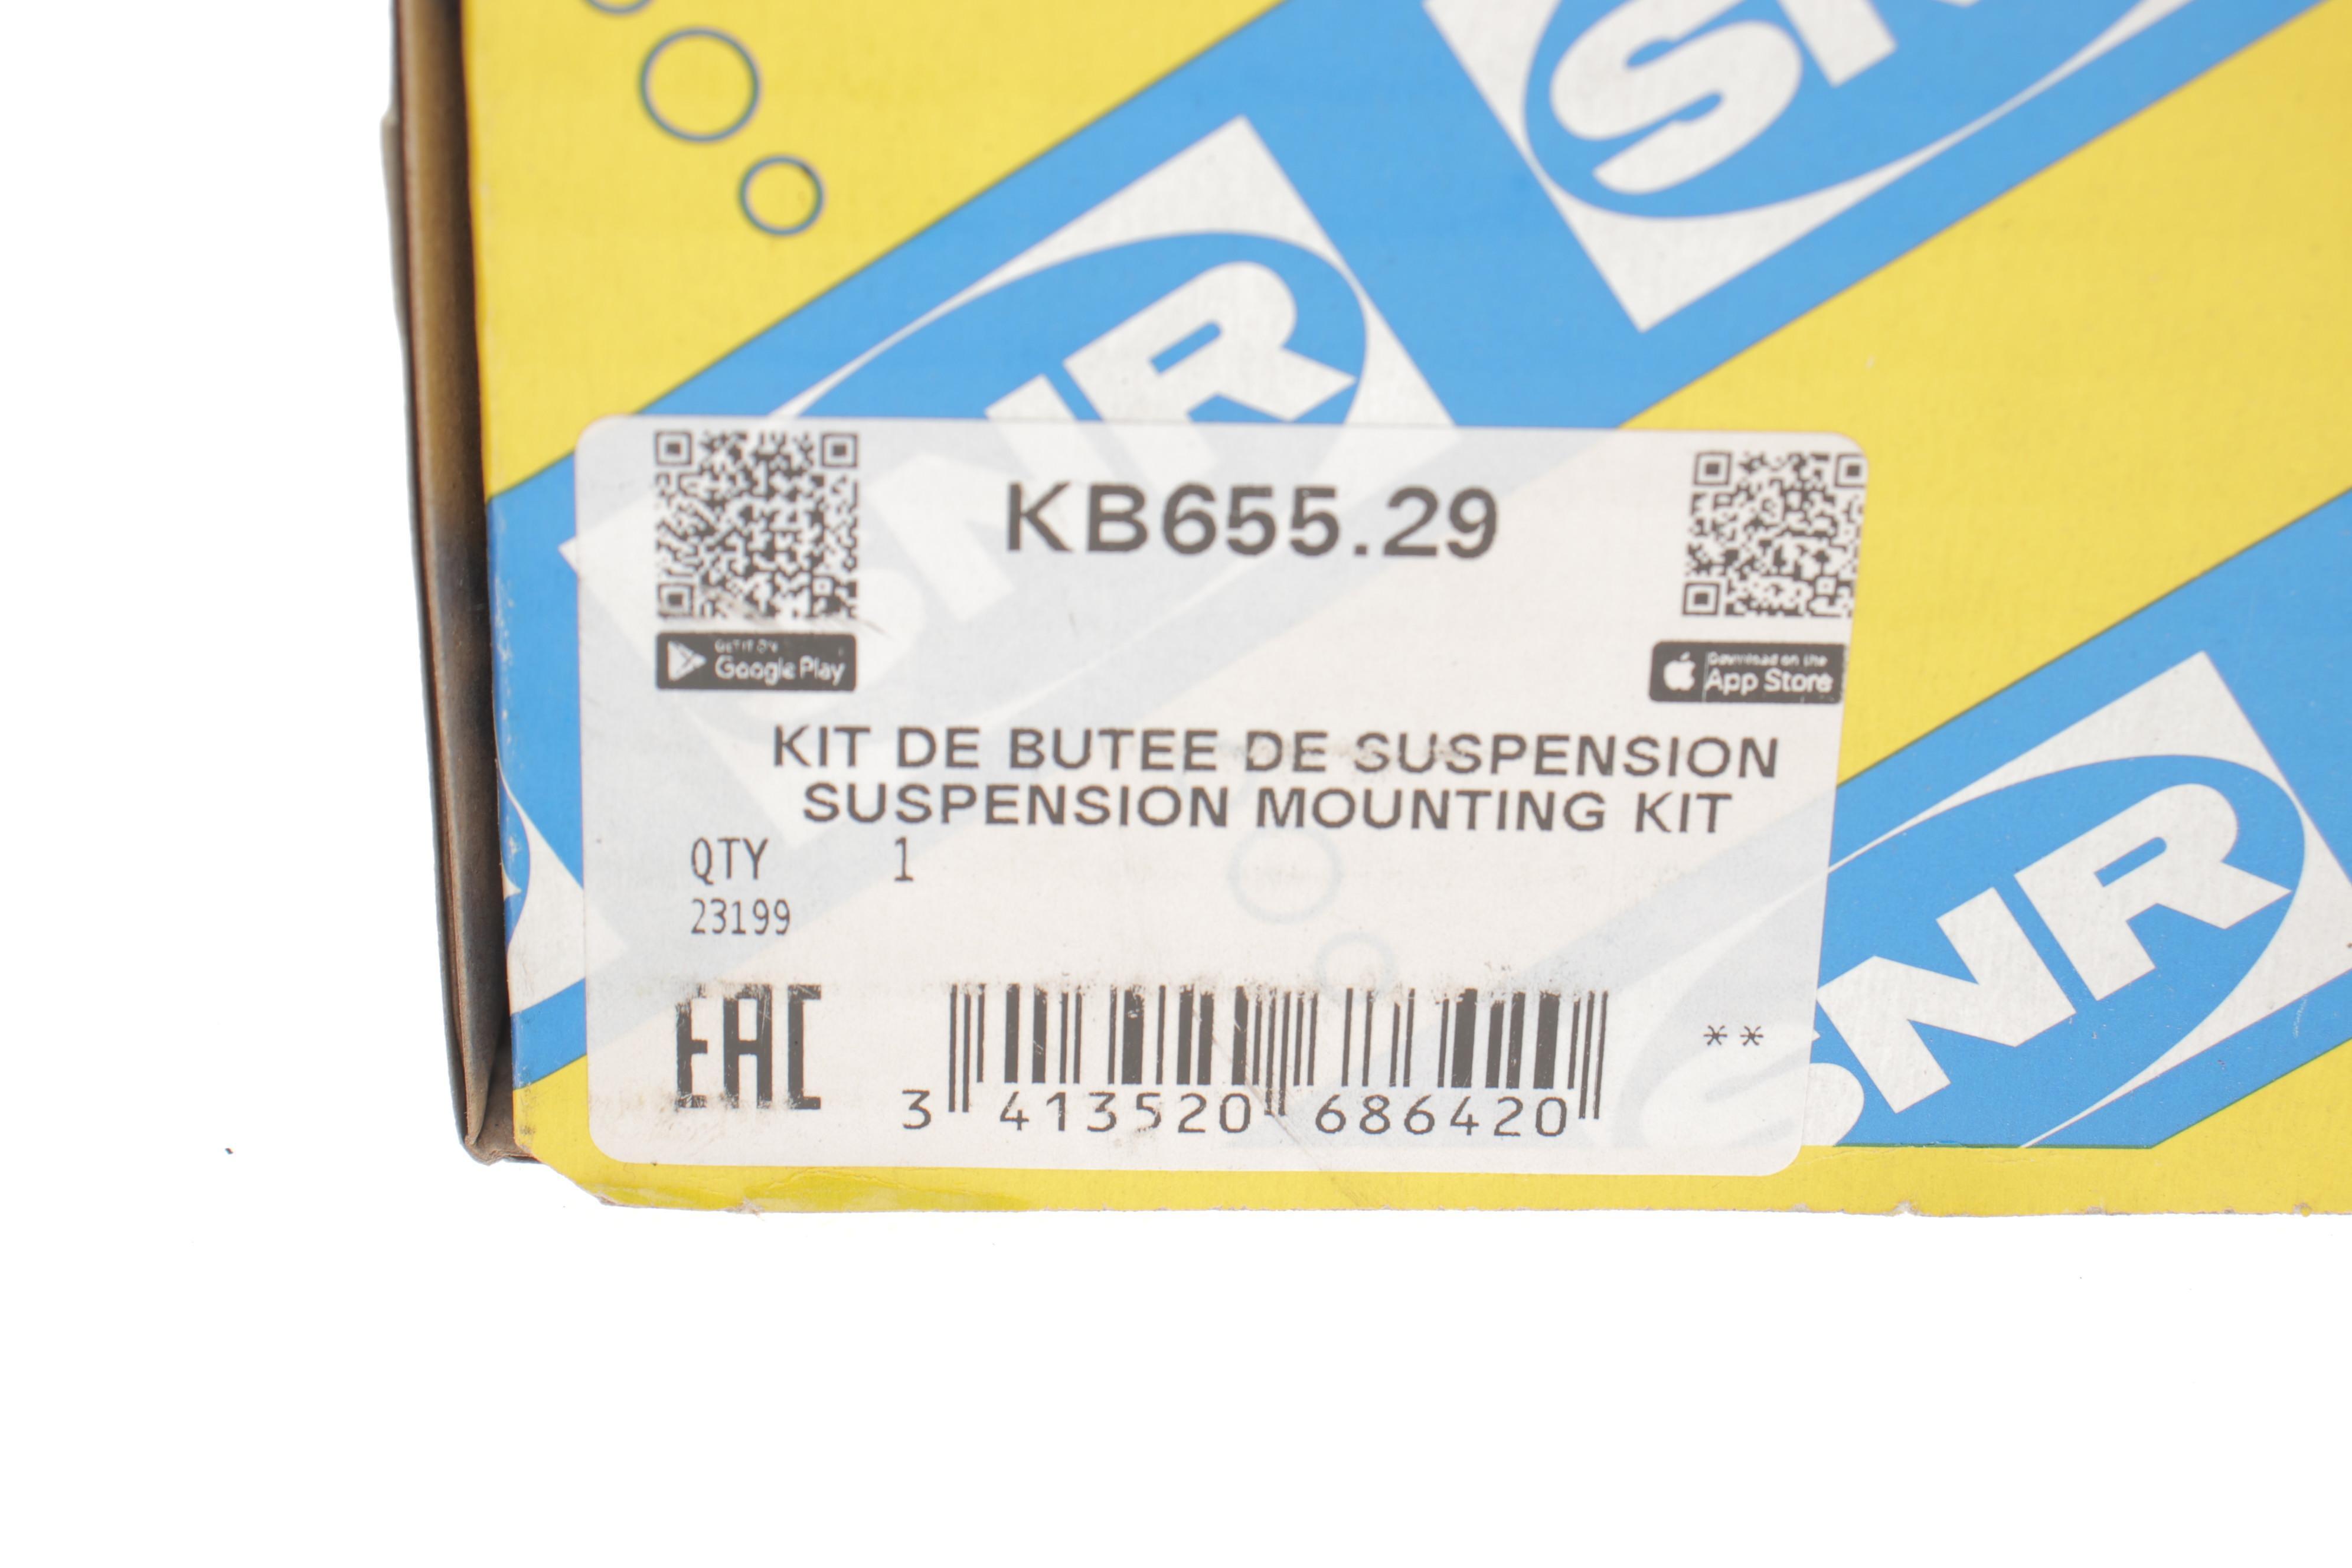 SNR
SNR
KB655.29
GET IT ON
Google Play
Download on the
App Store
KIT DE BUTEE DE SUSPENSION
SUSPENSION MOUNTING KIT
QTY 1
23199
SNR
EAC
**
3 413520 686420